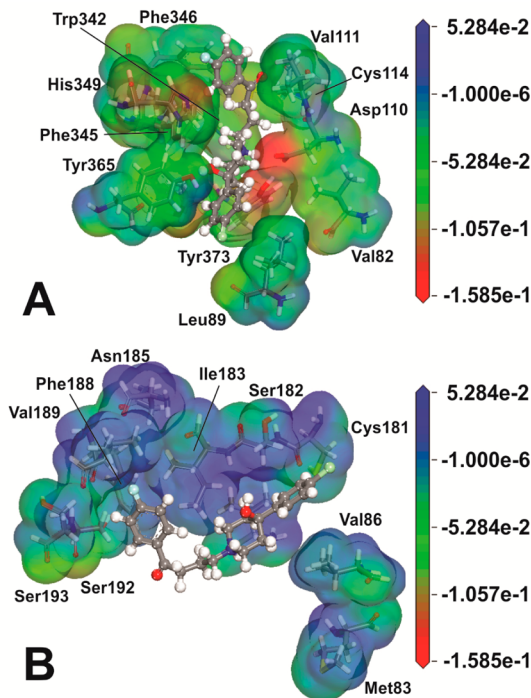 Trp342
Phe346
Val111
His349
Cys114
Asp110
Phe345
Tyr365
Tyr373
Val82
Leu89
A
5.284e-2
-1.000e-6
-5.284e-2
-1.057e-1
-1.585e-1
Asn185
Phe188
Ile183
Ser182
Val189
Cys181
Val86
Ser193
Ser192
Met83
B
5.284e-2
-1.000e-6
-5.284e-2
-1.057e-1
-1.585e-1